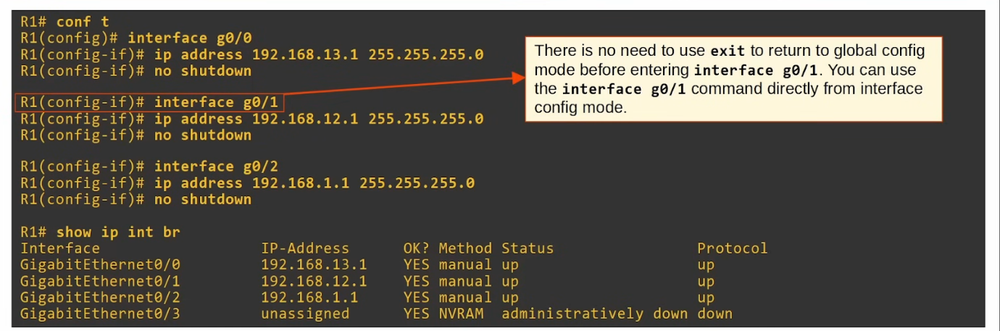 R1# conf t
R1(config)# interface g0/0
R1(config-if)# ip address 192.168.13.1 255.255.255.0
R1(config-if)# no shutdown
R1(config-if)# interface g0/1
R1(config-if)# ip address 192.168.12.1 255.255.255.0
R1(config-if)# no shutdown
R1(config-if)# interface g0/2
R1(config-if)# ip address 192.168.1.1 255.255.255.0
R1(config-if)# no shutdown
There is no need to use exit to return to global config
mode before entering interface g0/1. You can use
the interface g0/1 command directly from interface
config mode.
R1# show ip int br
Interface IP-Address OK? Method Status Protocol
GigabitEthernet0/0 192.168.13.1 YES manual up up
GigabitEthernet0/1 192.168.12.1 YES manual up up
GigabitEthernet0/2 192.168.1.1 YES manual up up
GigabitEthernet0/3 unassigned YES NVRAM administratively down down